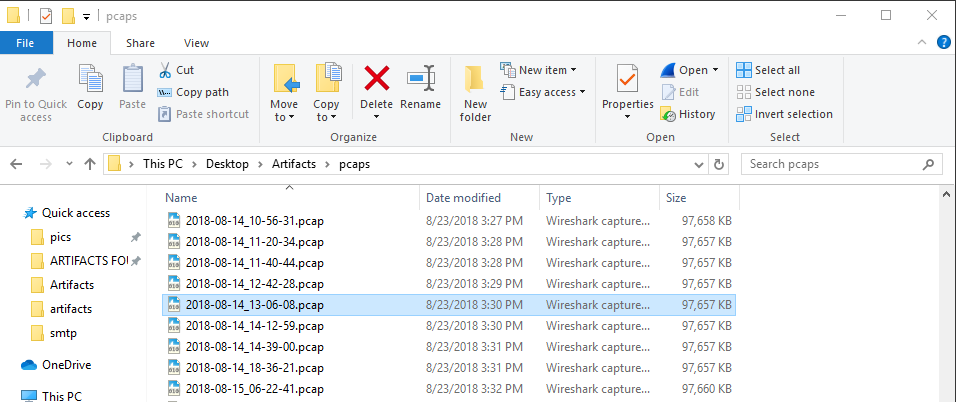 pcaps
File Home Share View
Pin to Quick access
Copy
Paste
Cut
Copy path
Paste shortcut
Clipboard
Move to
Copy to
Delete
Rename
Organize
New folder
New item
Easy access
New
Properties
Open
Edit
History
Open
Select all
Select none
Invert selection
Select
This PC > Desktop > Artifacts > pcaps
Search pcaps
Quick access
pics
ARTIFACTS FOU
Artifacts
artifacts
smtp
OneDrive
This PC
Name Date modified Type Size
2018-08-14_10-56-31.pcap 8/23/2018 3:27 PM Wireshark capture... 97,658 KB
2018-08-14_11-20-34.pcap 8/23/2018 3:28 PM Wireshark capture... 97,657 KB
2018-08-14_11-40-44.pcap 8/23/2018 3:28 PM Wireshark capture... 97,657 KB
2018-08-14_12-42-28.pcap 8/23/2018 3:29 PM Wireshark capture... 97,657 KB
2018-08-14_13-06-08.pcap 8/23/2018 3:30 PM Wireshark capture... 97,657 KB
2018-08-14_14-12-59.pcap 8/23/2018 3:30 PM Wireshark capture... 97,657 KB
2018-08-14_14-39-00.pcap 8/23/2018 3:31 PM Wireshark capture... 97,657 KB
2018-08-14_18-36-21.pcap 8/23/2018 3:31 PM Wireshark capture... 97,657 KB
2018-08-15_06-22-41.pcap 8/23/2018 3:32 PM Wireshark capture... 97,660 KB